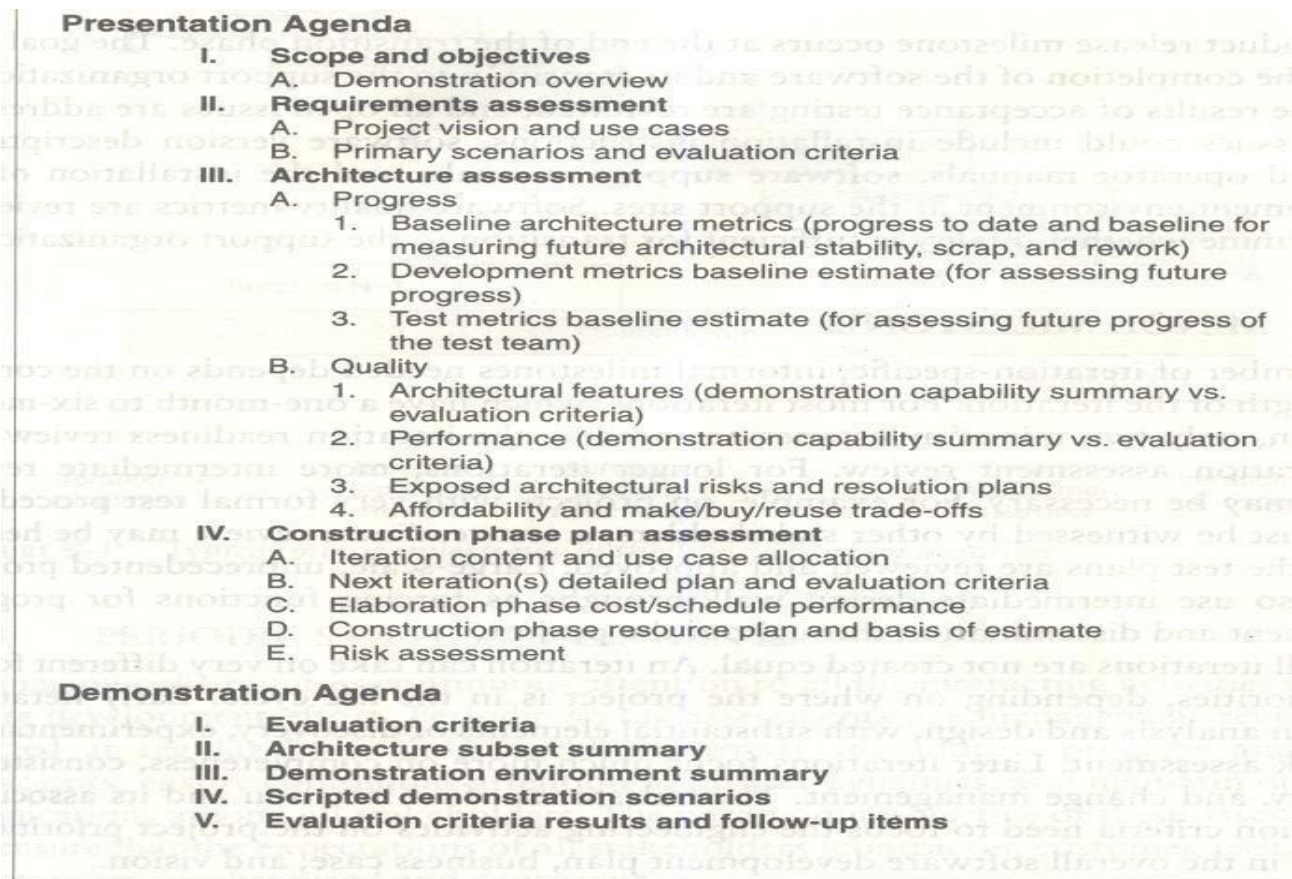 Presentation Agenda
I. Scope and objectives
A. Demonstration overview
II. Requirements assessment
A. Project vision and use cases
B. Primary scenarios and evaluation criteria
III. Architecture assessment
A. Progress
1. Baseline architecture metrics (progress to date and baseline for
measuring future architectural stability, scrap, and rework)
2. Development metrics baseline estimate (for assessing future
progress)
3. Test metrics baseline estimate (for assessing future progress of
the test team)
B. Quality
1. Architectural features (demonstration capability summary vs.
evaluation criteria)
2. Performance (demonstration capability summary vs. evaluation
criteria)
3. Exposed architectural risks and resolution plans
4. Affordability and make/buy/reuse trade-offs
IV. Construction phase plan assessment
A. Iteration content and use case allocation
B. Next iteration(s) detailed plan and evaluation criteria
C. Elaboration phase cost/schedule performance
D. Construction phase resource plan and basis of estimate
E. Risk assessment
Demonstration Agenda
I. Evaluation criteria
II. Architecture subset summary
III. Demonstration environment summary
IV. Scripted demonstration scenarios
V. Evaluation criteria results and follow-up items